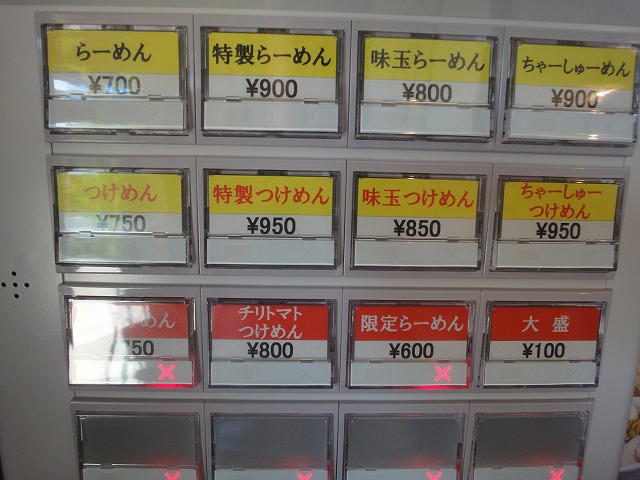 らーめん
¥700
特製らーめん
¥900
味玉らーめん
¥800
ちゃーしゅーめん
¥900
つけめん
¥750
特製つけめん
¥950
味玉つけめん
¥850
ちゃーしゅー
つけめん
¥950
めん
750
×
チリトマト
つけめん
¥800
限定らーめん
¥600
×
大盛
¥100
×
×
×
×